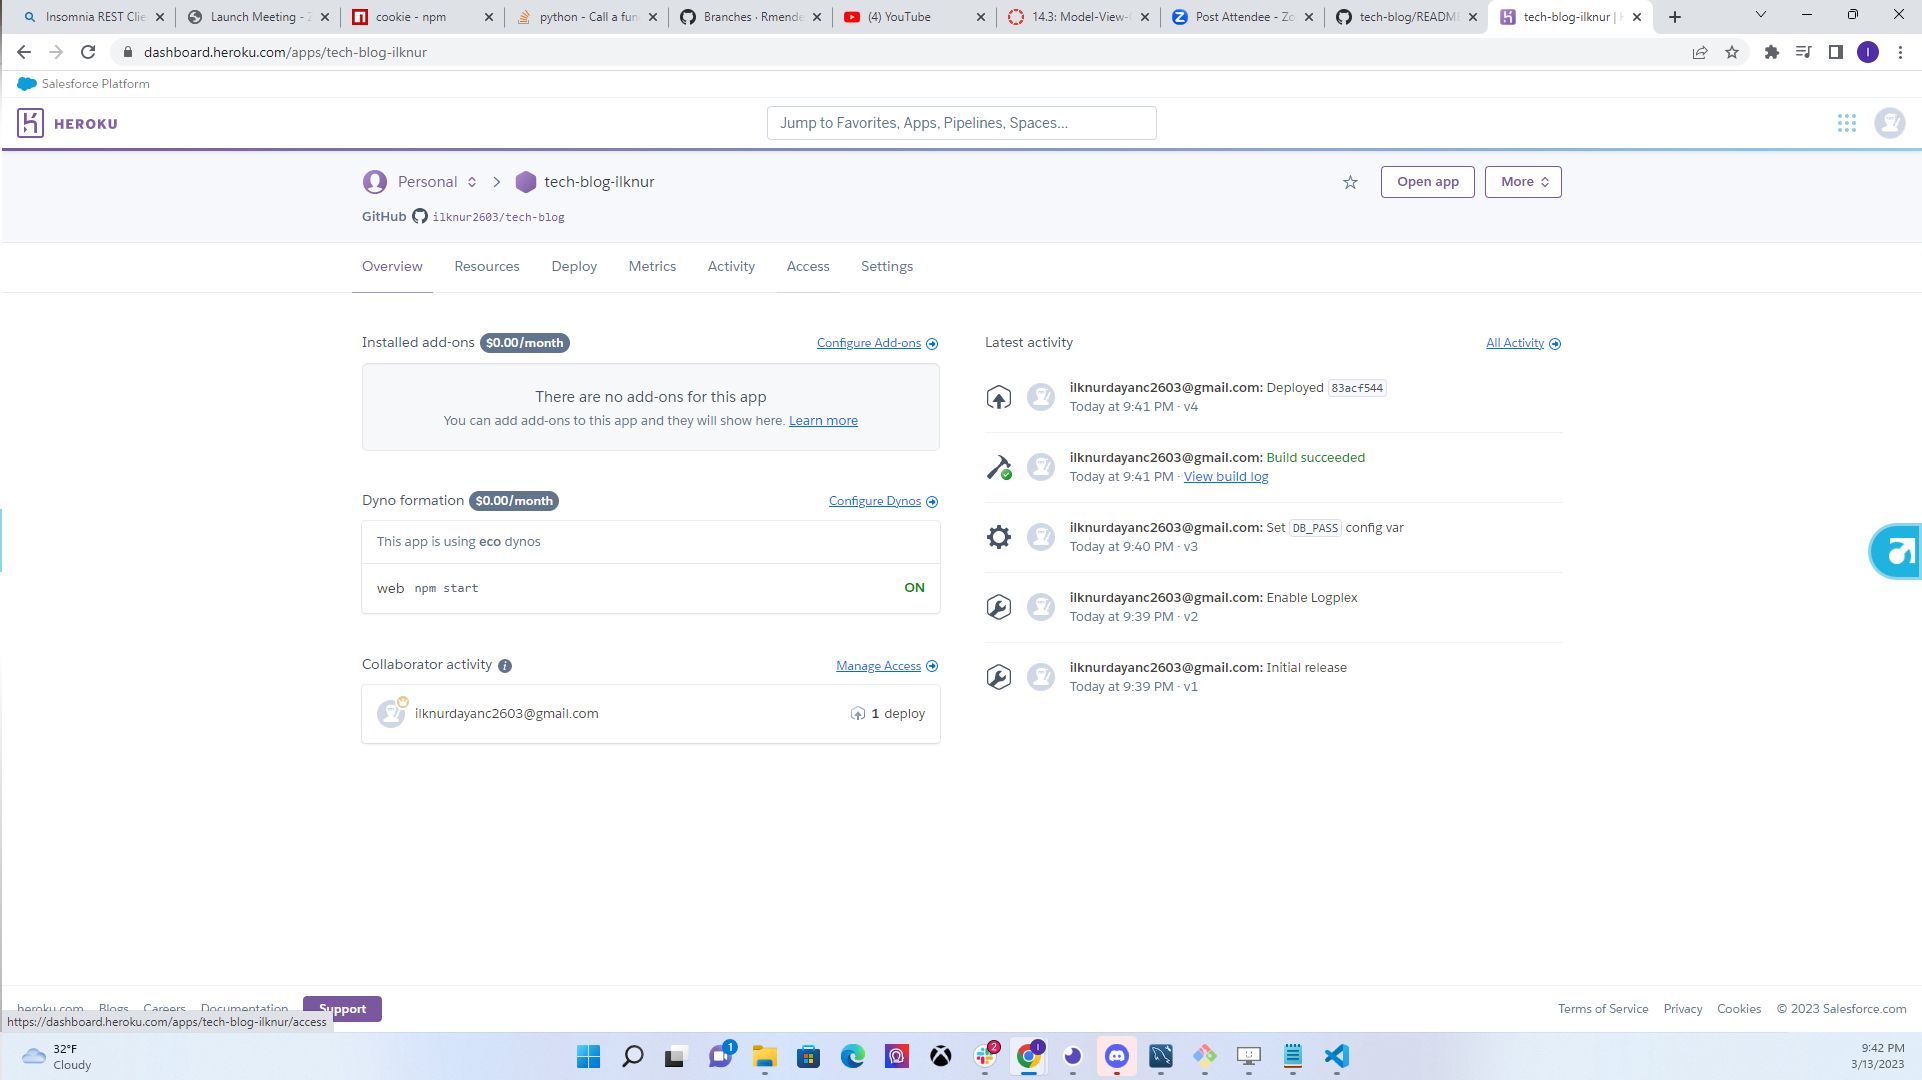 Insomnia REST Clie
Launch Meeting - Z
cookie - npm
python - Call a fun
Branches · Rmende
(4) YouTube
14.3: Model-View-C
Post Attendee - Zo
tech-blog/README
tech-blog-ilknur | H
dashboard.heroku.com/apps/tech-blog-ilknur
I
Salesforce Platform
HEROKU
Jump to Favorites, Apps, Pipelines, Spaces...
Personal
tech-blog-ilknur
Open app
More
GitHub ilknur2603/tech-blog
Overview
Resources
Deploy
Metrics
Activity
Access
Settings
Installed add-ons $0.00/month
Configure Add-ons
There are no add-ons for this app
You can add add-ons to this app and they will show here. Learn more
Dyno formation $0.00/month
Configure Dynos
This app is using eco dynos
web npm start
ON
Collaborator activity
Manage Access
ilknurdayanc2603@gmail.com
1 deploy
Latest activity
All Activity
ilknurdayanc2603@gmail.com: Deployed 83acf544
Today at 9:41 PM · v4
ilknurdayanc2603@gmail.com: Build succeeded
Today at 9:41 PM · View build log
ilknurdayanc2603@gmail.com: Set DB_PASS config var
Today at 9:40 PM · v3
ilknurdayanc2603@gmail.com: Enable Logplex
Today at 9:39 PM · v2
ilknurdayanc2603@gmail.com: Initial release
Today at 9:39 PM · v1
heroku.com
Blogs
Careers
Documentation
Support
Terms of Service
Privacy
Cookies
© 2023 Salesforce.com
https://dashboard.heroku.com/apps/tech-blog-ilknur/access
32°F
Cloudy
1
2
I
9:42 PM
3/13/2023